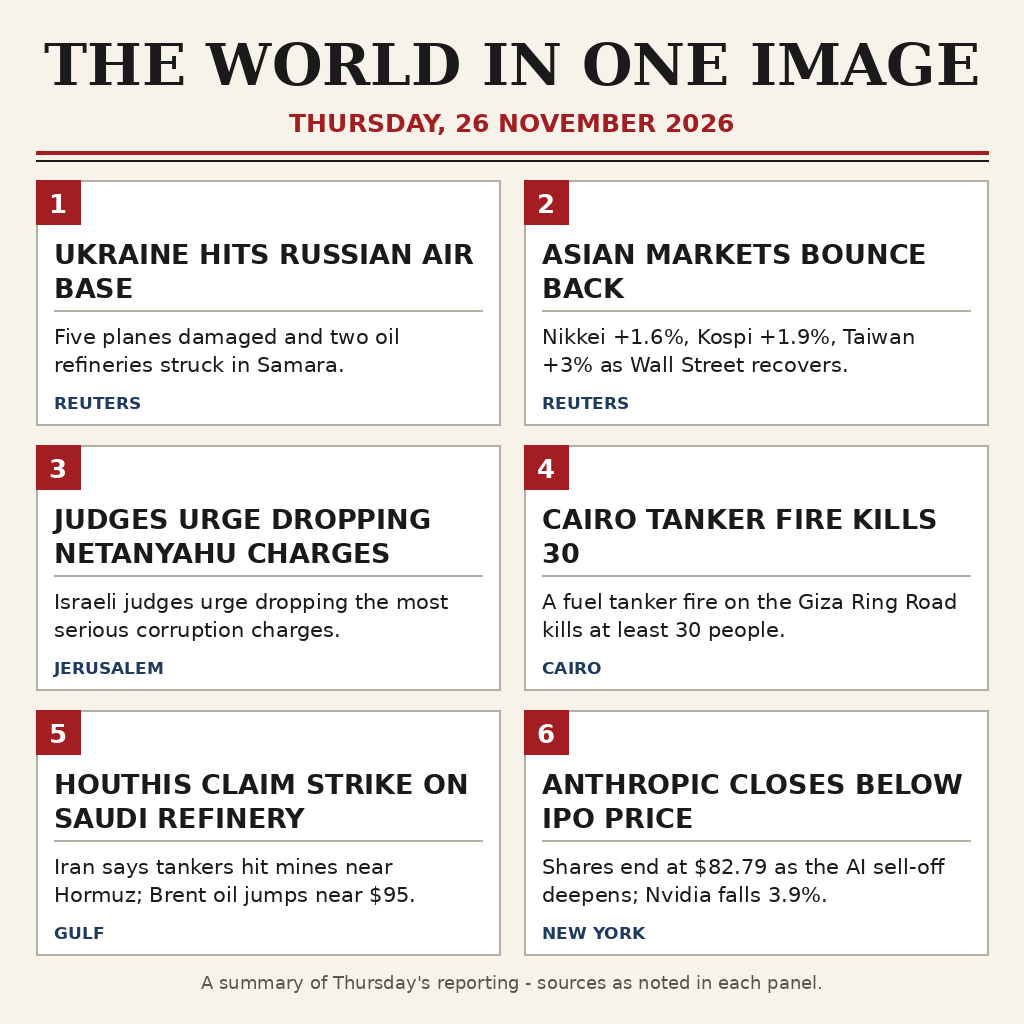 THE WORLD IN ONE IMAGE
THURSDAY, 26 NOVEMBER 2026
1
UKRAINE HITS RUSSIAN AIR
BASE
Five planes damaged and two oil
refineries struck in Samara.
REUTERS
2
ASIAN MARKETS BOUNCE
BACK
Nikkei +1.6%, Kospi +1.9%, Taiwan
+3% as Wall Street recovers.
REUTERS
3
JUDGES URGE DROPPING
NETANYAHU CHARGES
Israeli judges urge dropping the most
serious corruption charges.
JERUSALEM
4
CAIRO TANKER FIRE KILLS
30
A fuel tanker fire on the Giza Ring Road
kills at least 30 people.
CAIRO
5
HOUTHIS CLAIM STRIKE ON
SAUDI REFINERY
Iran says tankers hit mines near
Hormuz; Brent oil jumps near $95.
GULF
6
ANTHROPIC CLOSES BELOW
IPO PRICE
Shares end at $82.79 as the AI sell-off
deepens; Nvidia falls 3.9%.
NEW YORK
A summary of Thursday's reporting - sources as noted in each panel.